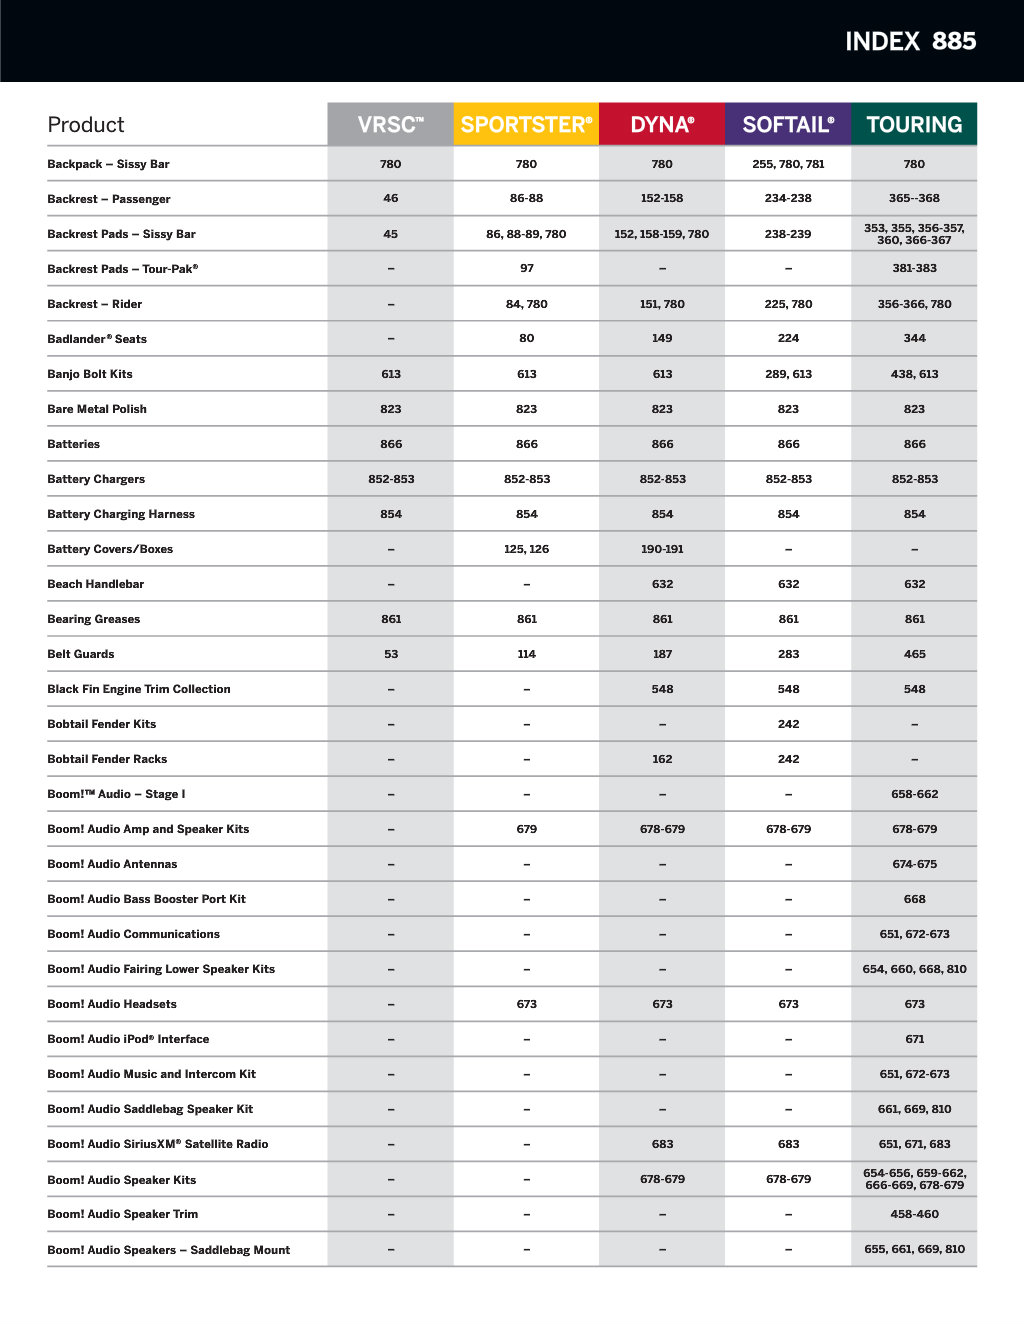 INDEX 885
Product VRSC™ SPORTSTER® DYNA® SOFTAIL® TOURING
Backpack – Sissy Bar 780 780 780 255, 780, 781 780
Backrest – Passenger 46 86-88 152-158 234-238 365--368
Backrest Pads – Sissy Bar 45 86, 88-89, 780 152, 158-159, 780 238-239 353, 355, 356-357,
360, 366-367
Backrest Pads – Tour-Pak® – 97 – – 381-383
Backrest – Rider – 84, 780 151, 780 225, 780 356-366, 780
Badlander® Seats – 80 149 224 344
Banjo Bolt Kits 613 613 613 289, 613 438, 613
Bare Metal Polish 823 823 823 823 823
Batteries 866 866 866 866 866
Battery Chargers 852-853 852-853 852-853 852-853 852-853
Battery Charging Harness 854 854 854 854 854
Battery Covers/Boxes – 125, 126 190-191 – –
Beach Handlebar – – 632 632 632
Bearing Greases 861 861 861 861 861
Belt Guards 53 114 187 283 465
Black Fin Engine Trim Collection – – 548 548 548
Bobtail Fender Kits – – – 242 –
Bobtail Fender Racks – – 162 242 –
Boom!™ Audio – Stage I – – – – 658-662
Boom! Audio Amp and Speaker Kits – 679 678-679 678-679 678-679
Boom! Audio Antennas – – – – 674-675
Boom! Audio Bass Booster Port Kit – – – – 668
Boom! Audio Communications – – – – 651, 672-673
Boom! Audio Fairing Lower Speaker Kits – – – – 654, 660, 668, 810
Boom! Audio Headsets – 673 673 673 673
Boom! Audio iPod® Interface – – – – 671
Boom! Audio Music and Intercom Kit – – – – 651, 672-673
Boom! Audio Saddlebag Speaker Kit – – – – 661, 669, 810
Boom! Audio SiriusXM® Satellite Radio – – 683 683 651, 671, 683
Boom! Audio Speaker Kits – – 678-679 678-679 654-656, 659-662,
666-669, 678-679
Boom! Audio Speaker Trim – – – – 458-460
Boom! Audio Speakers – Saddlebag Mount – – – – 655, 661, 669, 810